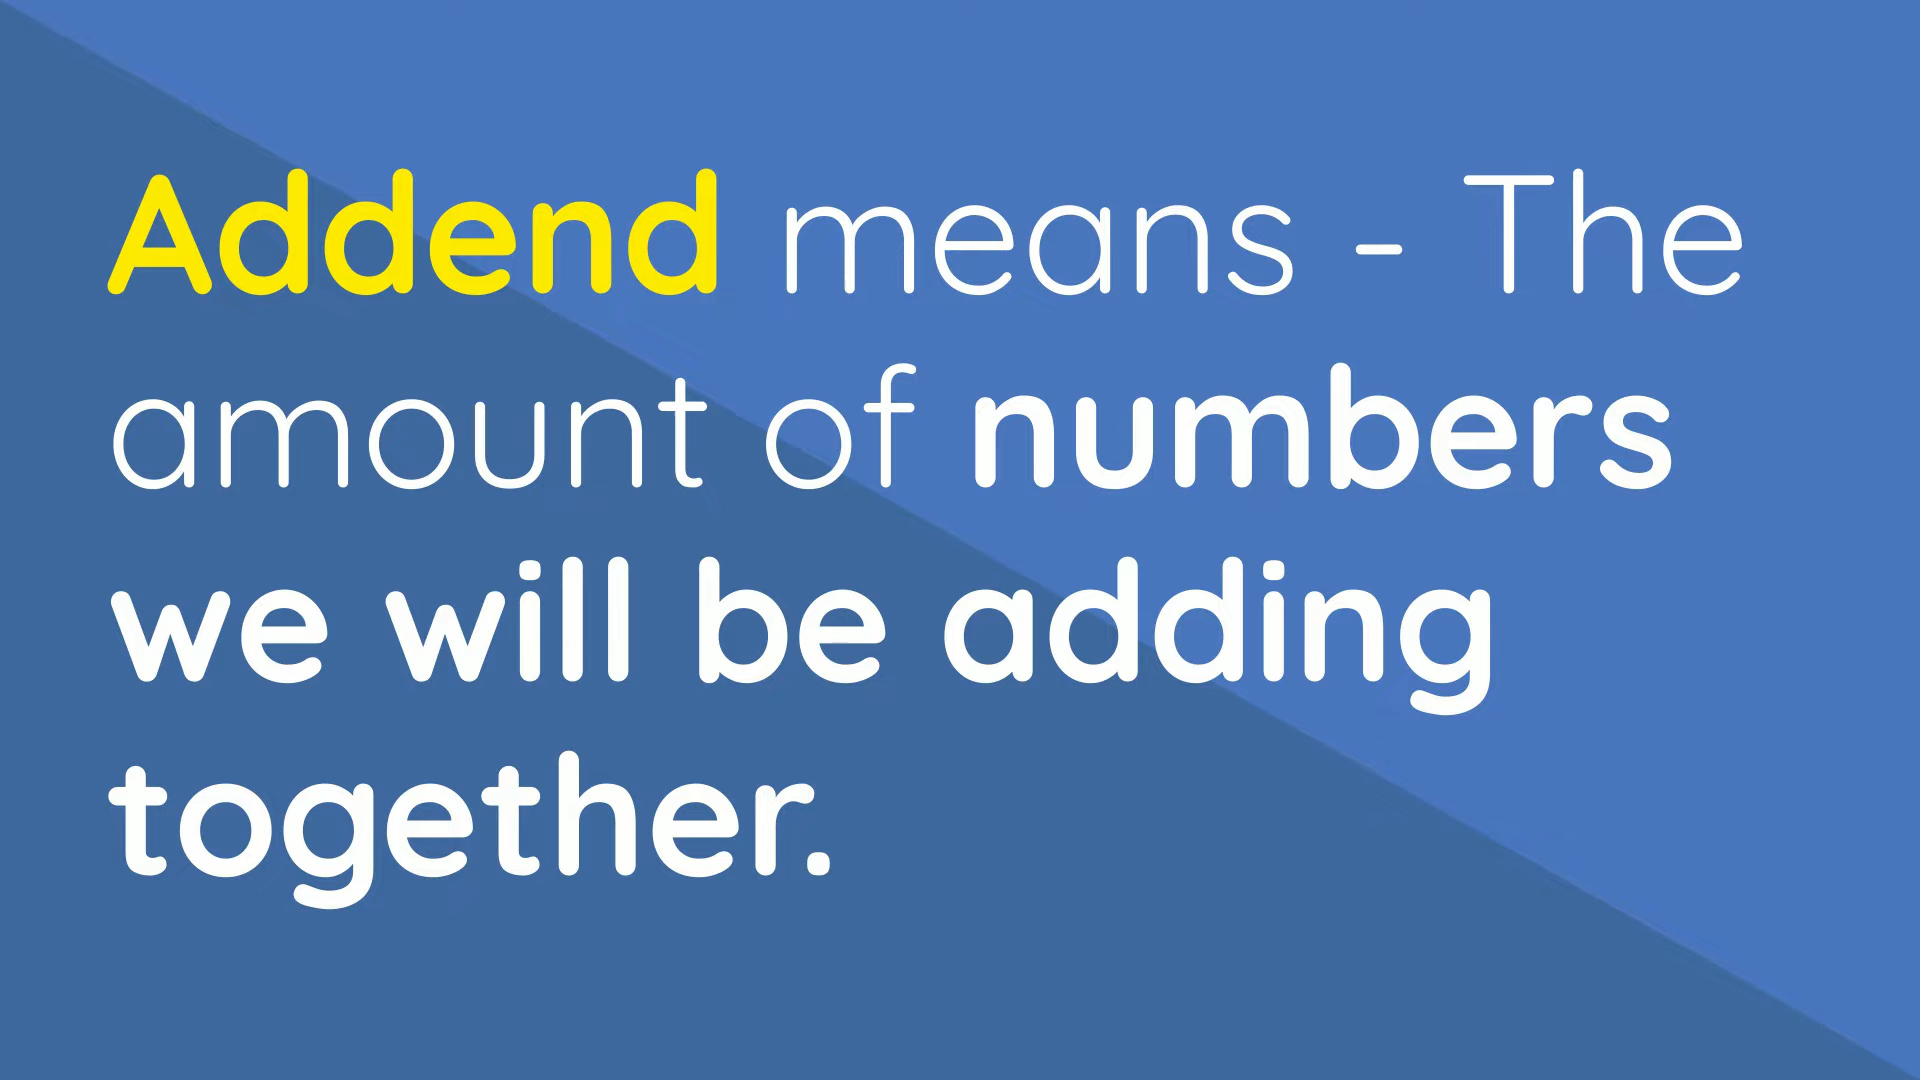 Addend means - The
amount of numbers
we will be adding
together.